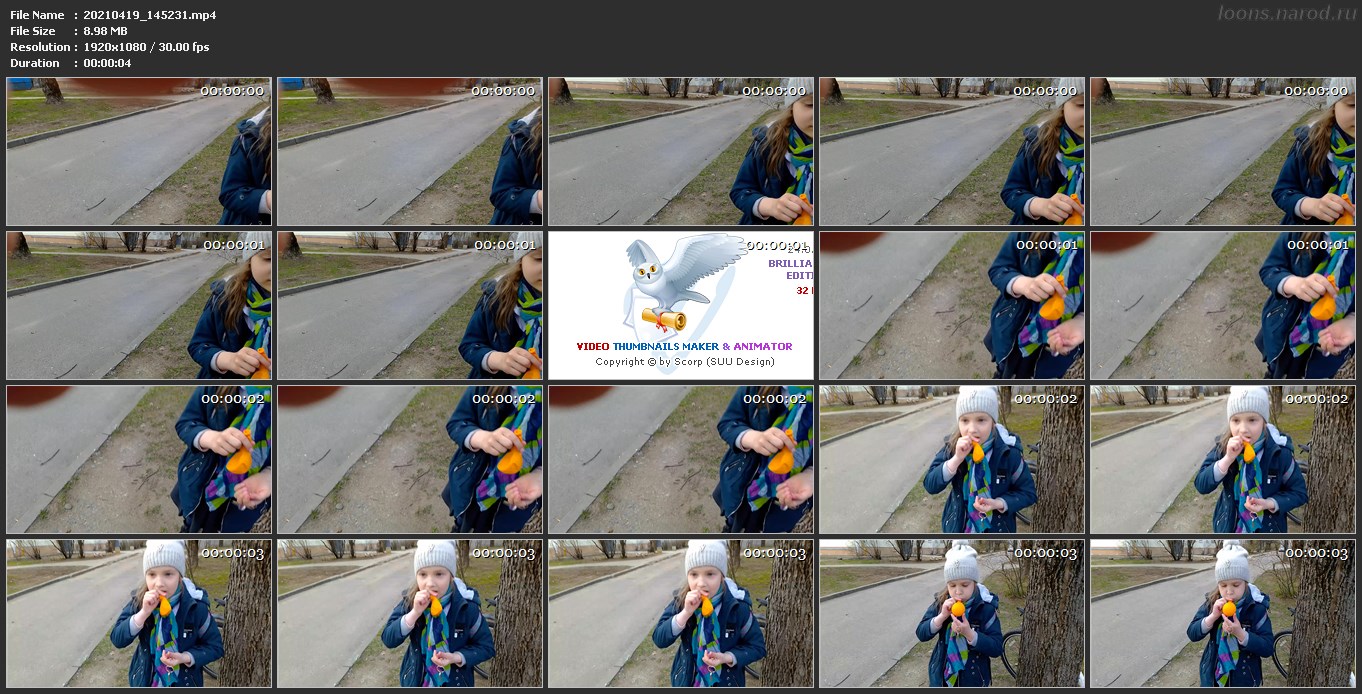 File Name : 20210419_145231.mp4
File Size : 8.98 MB
Resolution : 1920x1080 / 30.00 fps
Duration : 00:00:04
loons.narod.ru
00:00:00
00:00:00
00:00:00
00:00:00
00:00:00
00:00:01
00:00:01
00:00:01
BRILLIA
EDIT
32
VIDEO THUMBNAILS MAKER & ANIMATOR
Copyright © by Scorp (SUU Design)
00:00:01
00:00:01
00:00:02
00:00:02
00:00:02
00:00:02
00:00:02
00:00:03
00:00:03
00:00:03
00:00:03
00:00:03